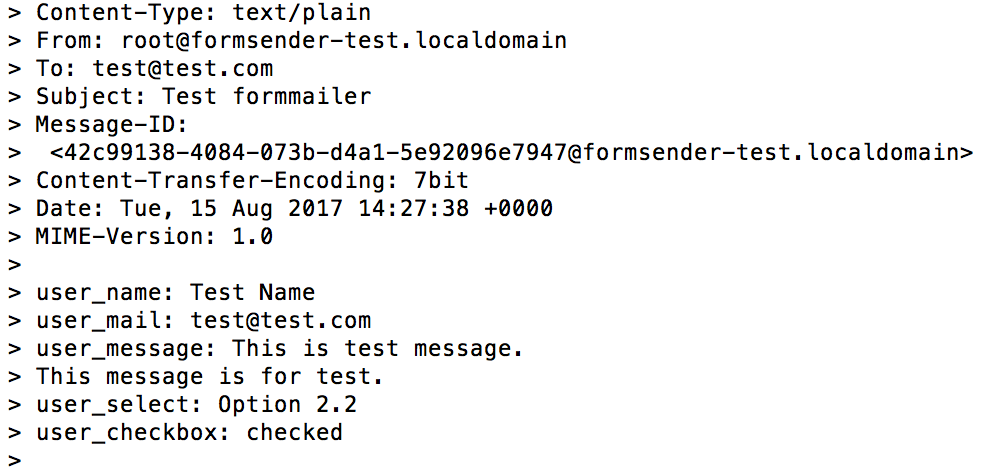 > Content-Type: text/plain
> From: root@formsender-test.localdomain
> To: test@test.com
> Subject: Test formmailer
> Message-ID:
>  <42c99138-4084-073b-d4a1-5e92096e7947@formsender-test.localdomain>
> Content-Transfer-Encoding: 7bit
> Date: Tue, 15 Aug 2017 14:27:38 +0000
> MIME-Version: 1.0
>
> user_name: Test Name
> user_mail: test@test.com
> user_message: This is test message.
> This message is for test.
> user_select: Option 2.2
> user_checkbox: checked
>